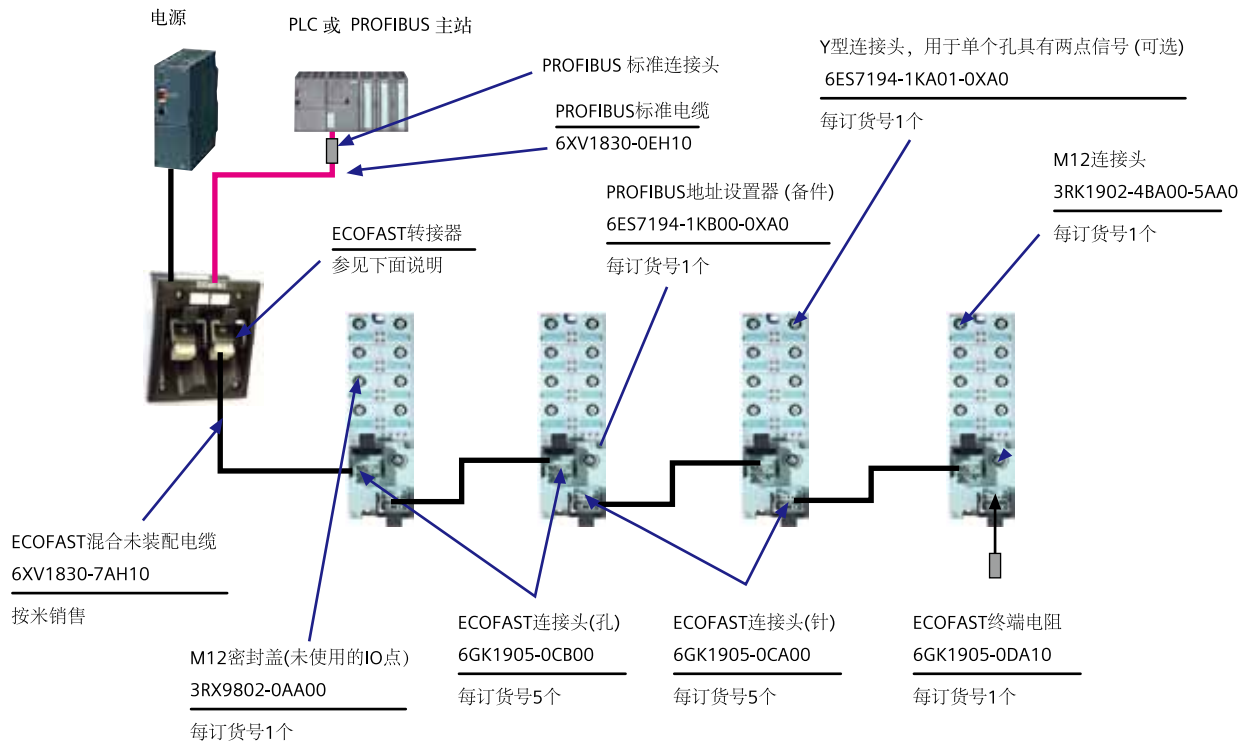 电源
PLC 或 PROFIBUS 主站
PROFIBUS 标准连接头
PROFIBUS标准电缆
6XV1830-0EH10
Y型连接头，用于单个孔具有两点信号 (可选)
6ES7194-1KA01-0XA0
每订货号1个
M12连接头
3RK1902-4BA00-5AA0
每订货号1个
PROFIBUS地址设置器 (备件)
6ES7194-1KB00-0XA0
每订货号1个
ECOFAST转接器
参见下面说明
ECOFAST混合未装配电缆
6XV1830-7AH10
按米销售
M12密封盖(未使用的IO点)
3RX9802-0AA00
每订货号1个
ECOFAST连接头(孔)
6GK1905-0CB00
每订货号5个
ECOFAST连接头(针)
6GK1905-0CA00
每订货号5个
ECOFAST终端电阻
6GK1905-0DA10
每订货号1个